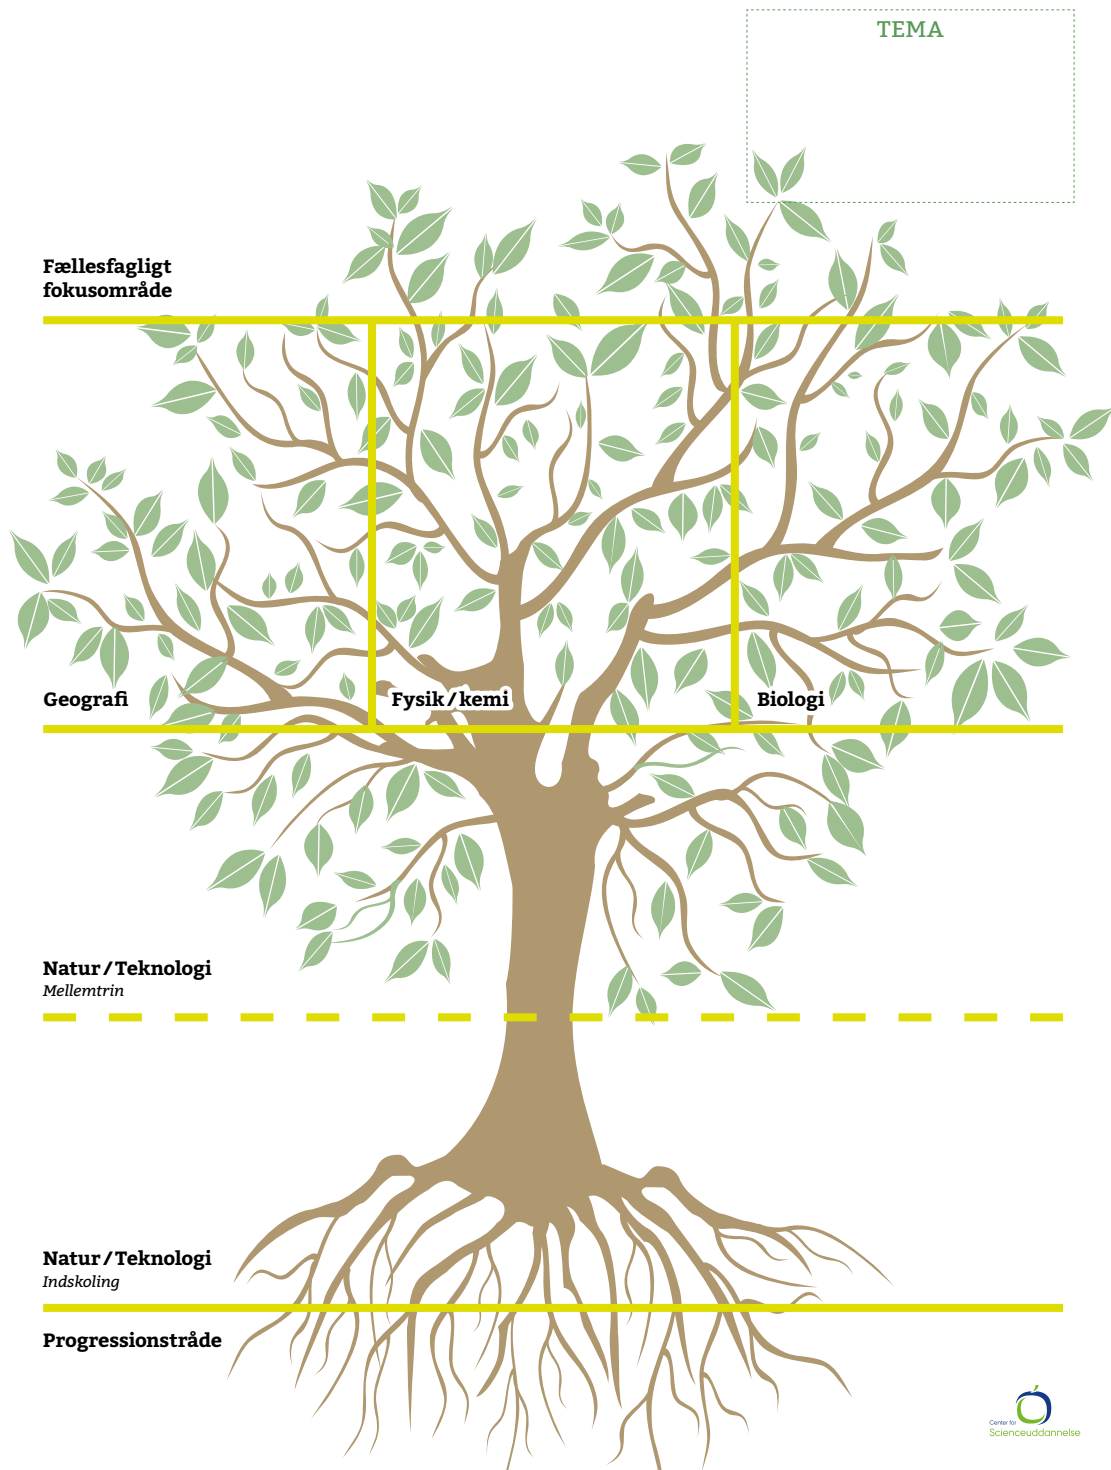 TEMA
Fællesfagligt
fokusområde
Geografi
Fysik/kemi
Biologi
Natur/Teknologi
Mellemtrin
Natur/Teknologi
Indskoling
Progressionstråde
Center for
Scienceuddannelse